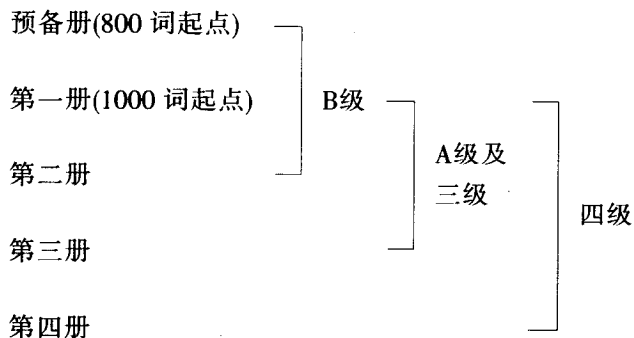 预备册(800 词起点)
第一册(1000 词起点)
B级
第二册
A级及
三级
第三册
四级
第四册